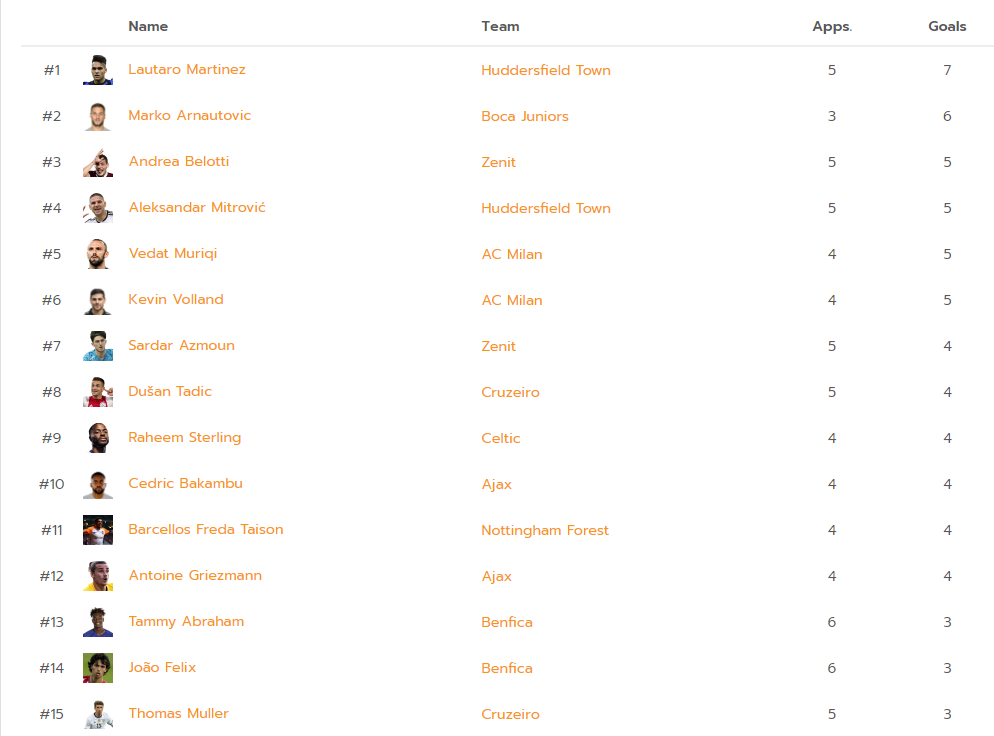 Name Team Apps. Goals
#1 Lautaro Martinez Huddersfield Town 5 7
#2 Marko Arnautovic Boca Juniors 3 6
#3 Andrea Belotti Zenit 5 5
#4 Aleksandar Mitrović Huddersfield Town 5 5
#5 Vedat Muriqi AC Milan 4 5
#6 Kevin Volland AC Milan 4 5
#7 Sardar Azmoun Zenit 5 4
#8 Dušan Tadic Cruzeiro 5 4
#9 Raheem Sterling Celtic 4 4
#10 Cedric Bakambu Ajax 4 4
#11 Barcellos Freda Taison Nottingham Forest 4 4
#12 Antoine Griezmann Ajax 4 4
#13 Tammy Abraham Benfica 6 3
#14 João Felix Benfica 6 3
#15 Thomas Muller Cruzeiro 5 3